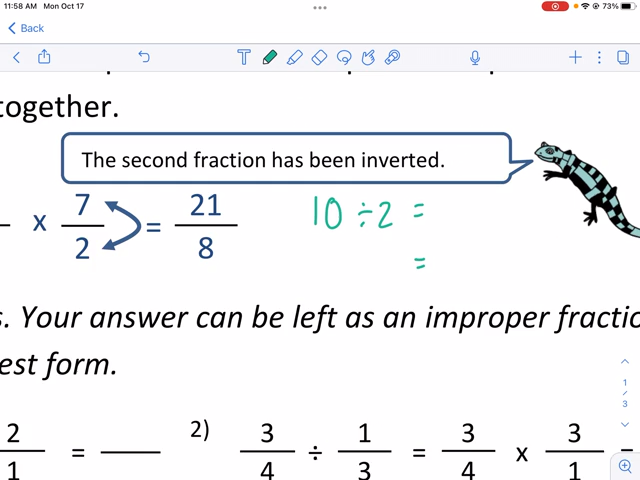 11:58 AM Mon Oct 17
73%
Back
T
together.
The second fraction has been inverted.
x 7/2 = 21/8
10 ÷ 2 =
=
s. Your answer can be left as an improper fractio
est form.
2/1 = ____
2) 3/4 ÷ 1/3 = 3/4 x 3/1 =
1
/
3